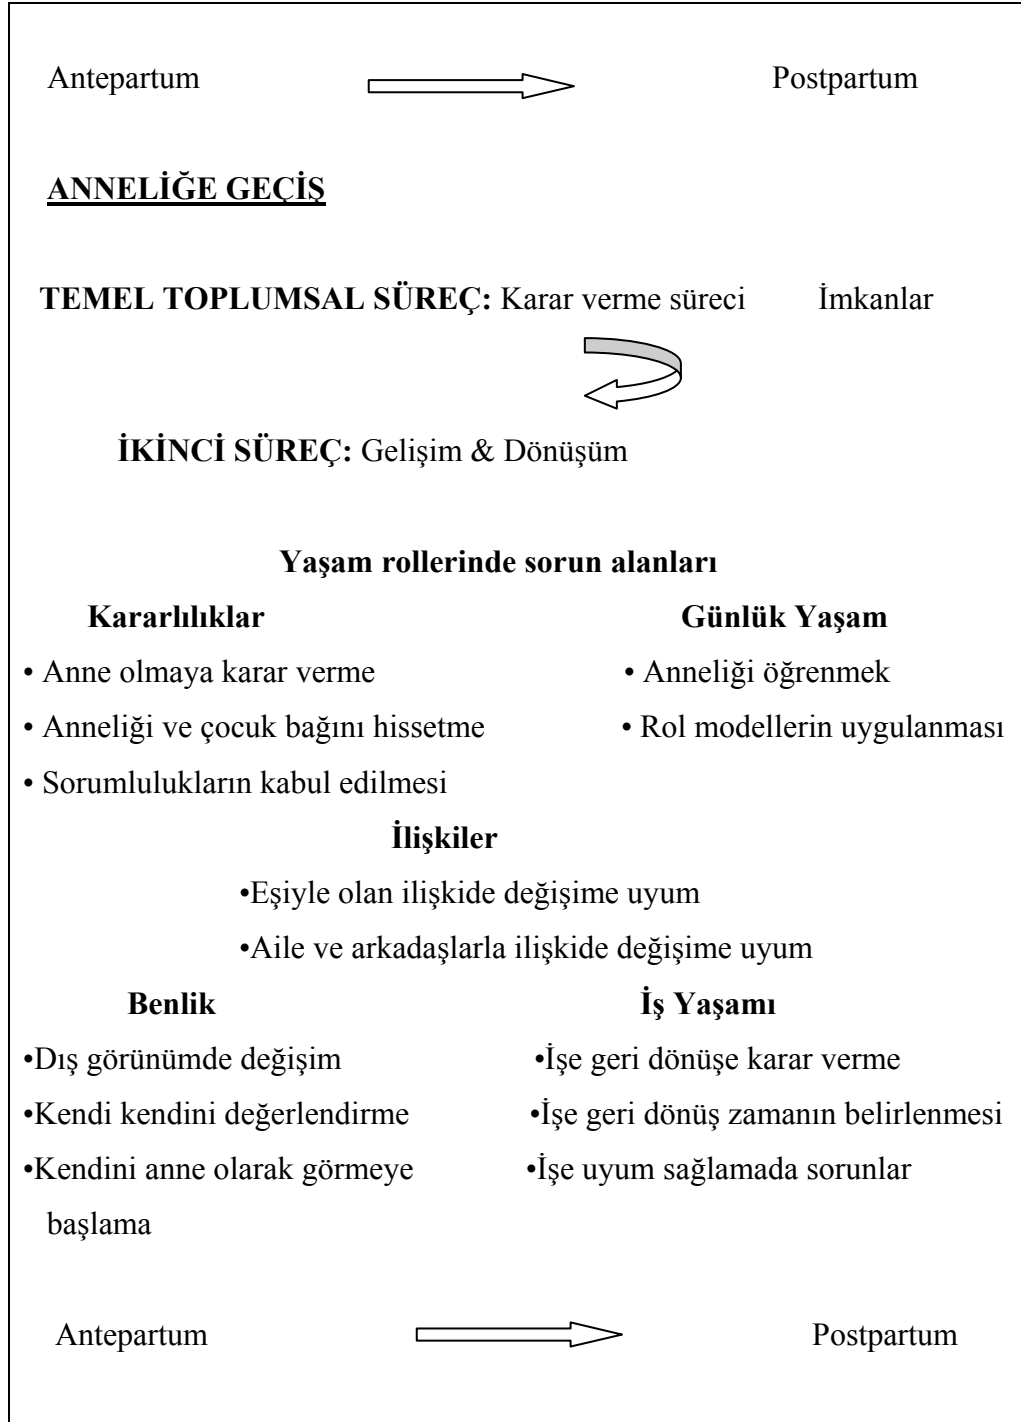 Antepartum Postpartum
ANNELİĞE GEÇİŞ
TEMEL TOPLUMSAL SÜREÇ: Karar verme süreci İmkanlar
İKİNCİ SÜREÇ: Gelişim & Dönüşüm
Yaşam rollerinde sorun alanları
Kararlılıklar Günlük Yaşam
• Anne olmaya karar verme • Anneliği öğrenmek
• Anneliği ve çocuk bağını hissetme • Rol modellerin uygulanması
• Sorumlulukların kabul edilmesi
İlişkiler
•Eşiyle olan ilişkide değişime uyum
•Aile ve arkadaşlarla ilişkide değişime uyum
Benlik İş Yaşamı
•Dış görünümde değişim •İşe geri dönüşe karar verme
•Kendi kendini değerlendirme •İşe geri dönüş zamanın belirlenmesi
•Kendini anne olarak görmeye •İşe uyum sağlamada sorunlar
başlama
Antepartum Postpartum